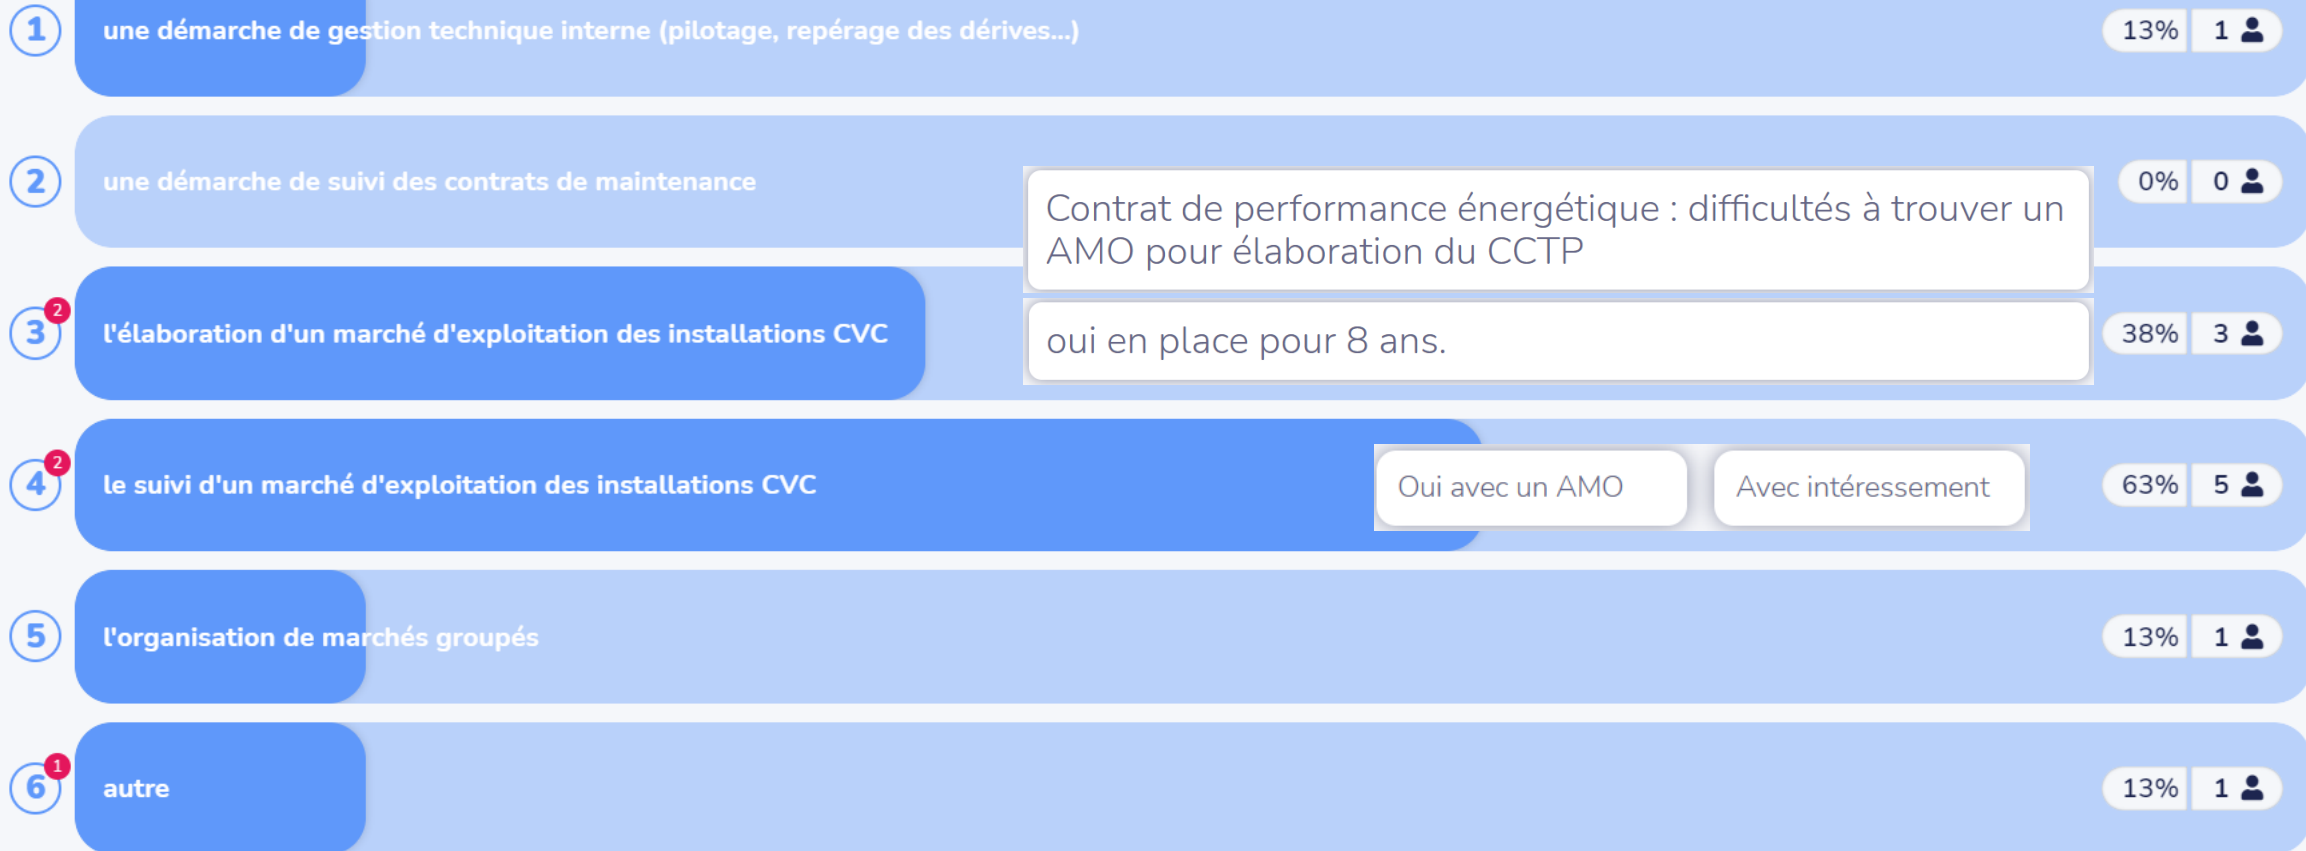 1 une démarche de gestion technique interne (pilotage, repérage des dérives...) 13% 1
2 une démarche de suivi des contrats de maintenance 0% 0
Contrat de performance énergétique : difficultés à trouver un
AMO pour élaboration du CCTP
3 2 l'élaboration d'un marché d'exploitation des installations CVC 38% 3
oui en place pour 8 ans.
4 2 le suivi d'un marché d'exploitation des installations CVC Oui avec un AMO Avec intéressement 63% 5
5 l'organisation de marchés groupés 13% 1
6 1 autre 13% 1